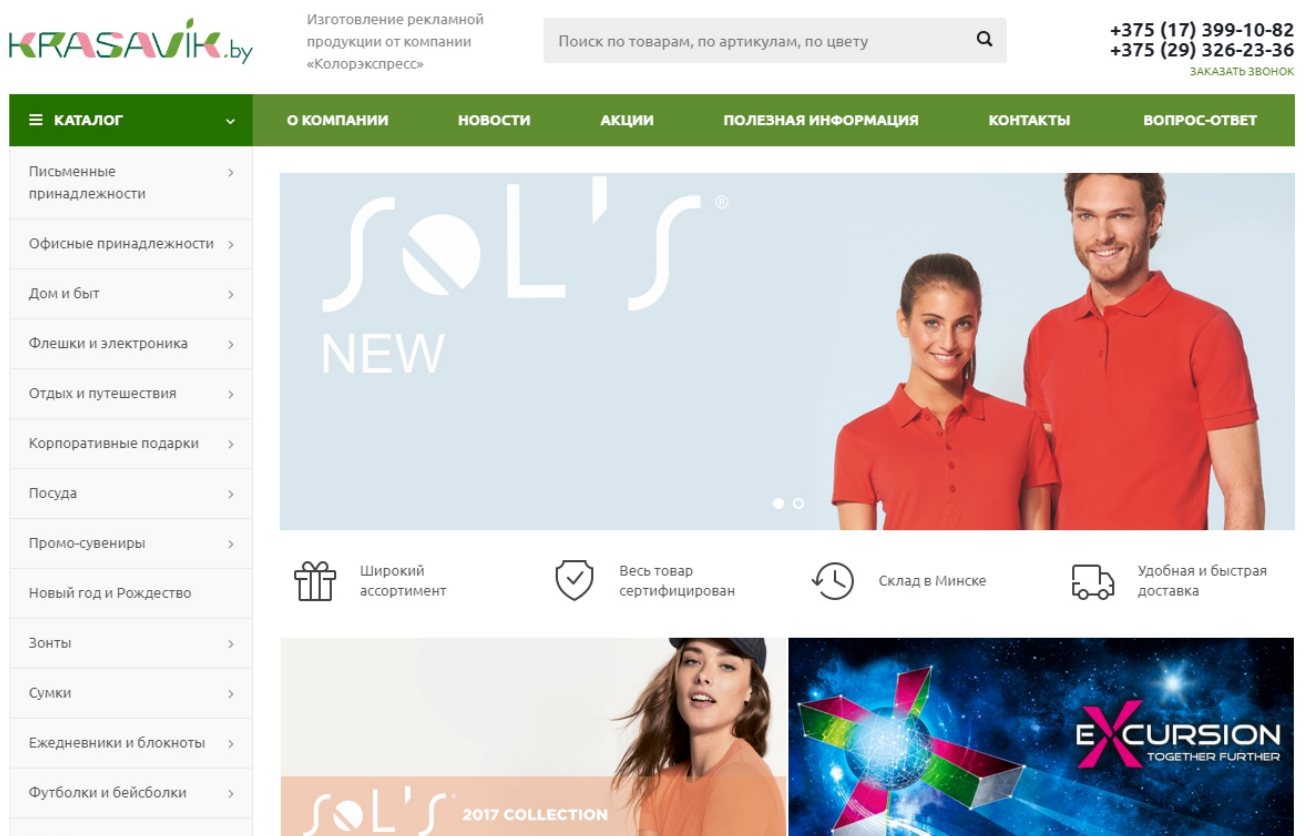 KRASAVIK.by
Изготовление рекламной
продукции от компании
«Колорэкспресс»
Поиск по товарам, по артикулам, по цвету
+375 (17) 399-10-82
+375 (29) 326-23-36
ЗАКАЗАТЬ ЗВОНОК
КАТАЛОГ
О КОМПАНИИ
НОВОСТИ
АКЦИИ
ПОЛЕЗНАЯ ИНФОРМАЦИЯ
КОНТАКТЫ
ВОПРОС-ОТВЕТ
Письменные
принадлежности
Офисные принадлежности
Дом и быт
Флешки и электроника
Отдых и путешествия
Корпоративные подарки
Посуда
Промо-сувениры
Новый год и Рождество
Зонты
Сумки
Ежедневники и блокноты
Футболки и бейсболки
SOL'S®
NEW
Широкий
ассортимент
Весь товар
сертифицирован
Склад в Минске
Удобная и быстрая
доставка
SOL'S® 2017 COLLECTION
EXCURSION
TOGETHER FURTHER